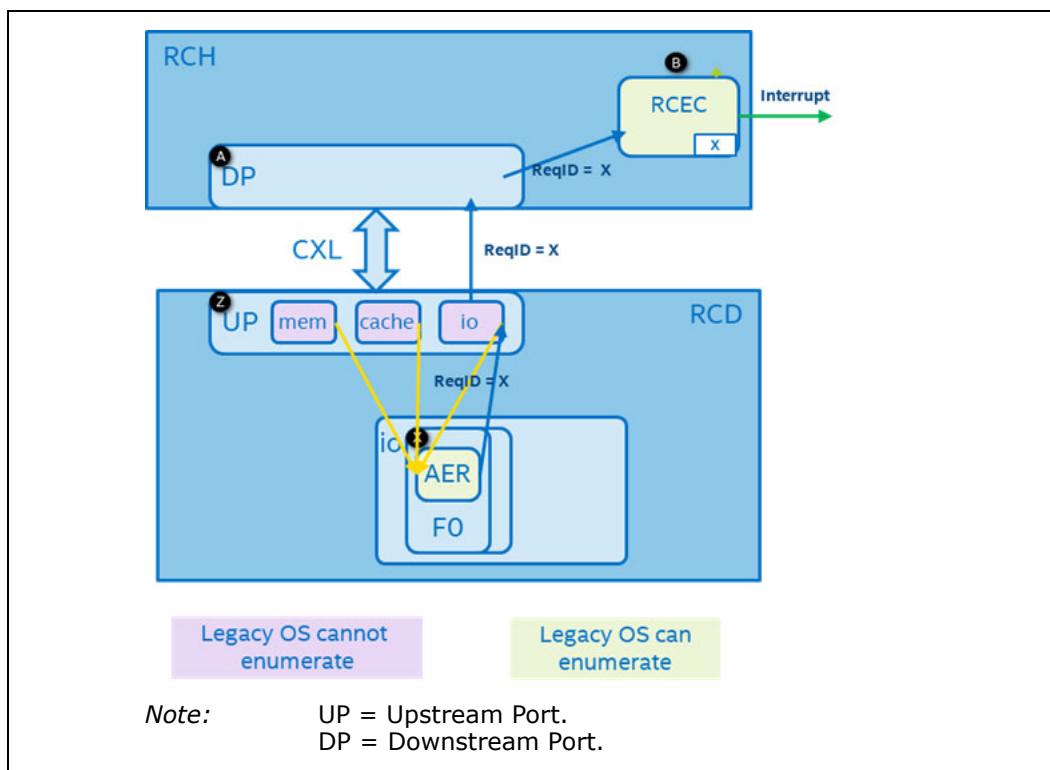 RCH
B
RCEC
Interrupt
X
A
DP
ReqID = X
CXL
ReqID = X
Z
UP
mem
cache
io
RCD
ReqID = X
io
X
AER
F0
Legacy OS cannot
enumerate
Legacy OS can
enumerate
Note: UP = Upstream Port.
DP = Downstream Port.